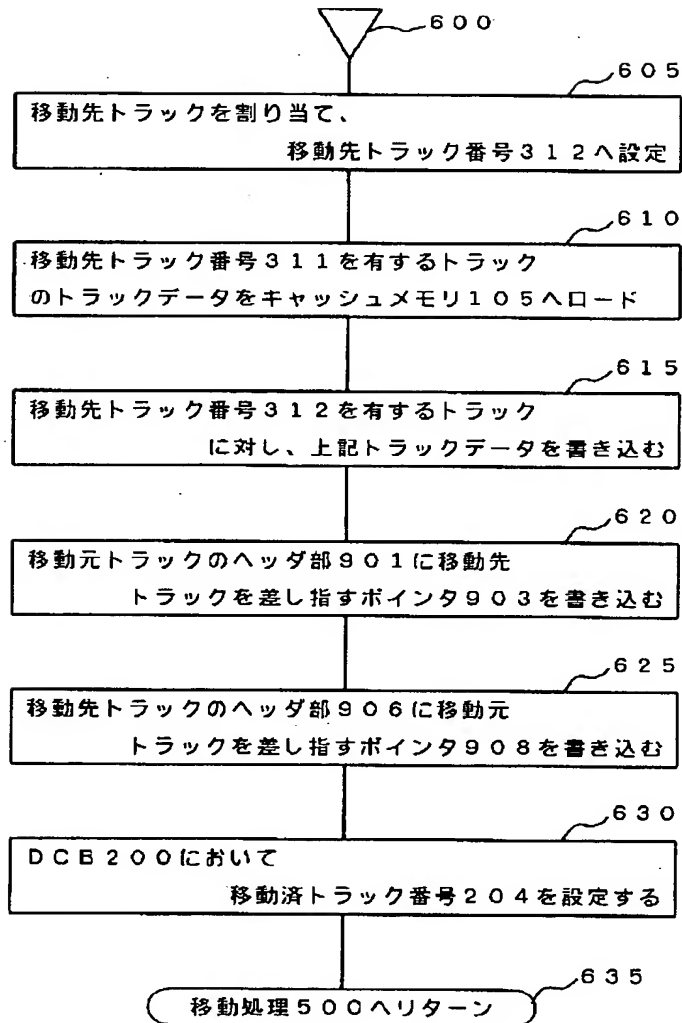 600
605
移動先トラックを割り当て、
移動先トラック番号312へ設定
610
移動先トラック番号311を有するトラック
のトラックデータをキャッシュメモリ105へロード
615
移動先トラック番号312を有するトラック
に対し、上記トラックデータを書き込む
620
移動元トラックのヘッダ部901に移動先
トラックを差し指すポインタ903を書き込む
625
移動先トラックのヘッダ部906に移動元
トラックを差し指すポインタ908を書き込む
630
DCB200において
移動済トラック番号204を設定する
635
移動処理500へリターン